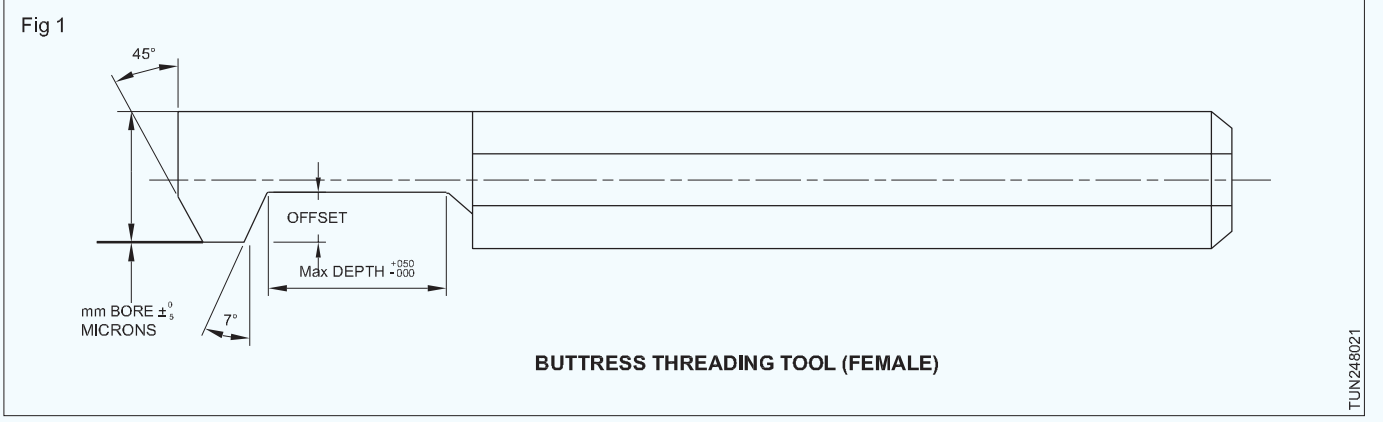 Fig 1
45°
OFFSET
Max DEPTH +050 -000
mm BORE ± 0 5
MICRONS
7°
BUTTRESS THREADING TOOL (FEMALE)
TUN248021